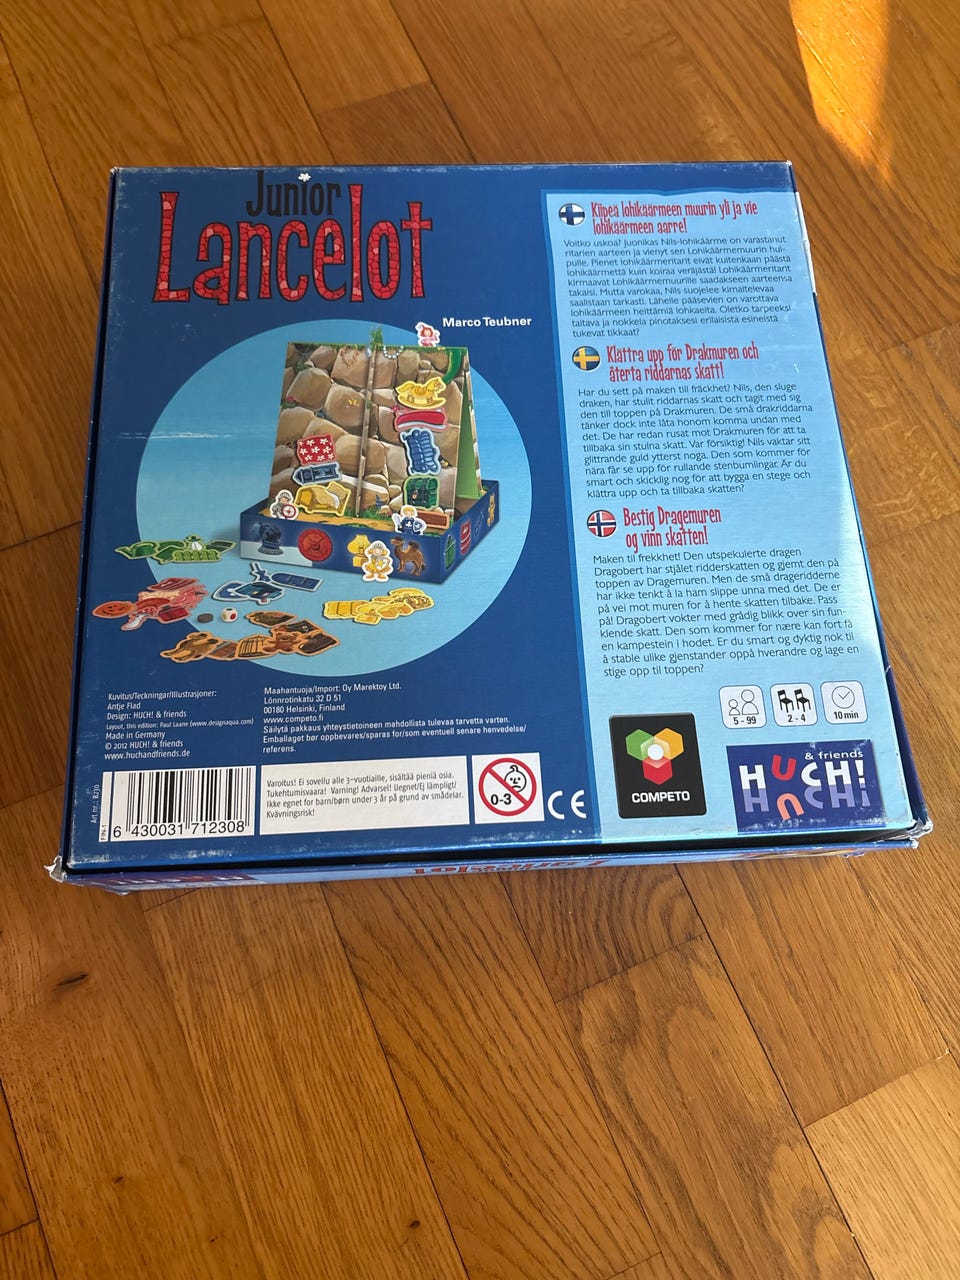 Junior
Lancelot
Marco Teubner
Kiipeä lohikäärmeen muurin yli ja vie
lohikäärmeen aarre!
Voitko uskoa? Juonikas Nils-lohikäärme on varastanut
ritarien aarteen ja vienyt sen Lohikäärmemuurin hui-
pulle. Pienet lohikäärmeritarit eivät kuitenkaan päästä
lohikäärmettä kuin koiraa veräjästä! Lohikäärmeritarit
kirmaavat Lohikäärmemuurille saadakseen aarteensa
takaisi. Mutta varokaa, Nils suojelee kimaltelevaa
saalistaan tarkasti. Lähelle pääsevien on varottava
lohikäärmeen heittämiä lohkareita. Oletko tarpeeksi
taitava ja nokkela pinotaksesi erilaisista esineistä
tukevat tikkaat?
Klättra upp för Drakmuren och
återta riddarnas skatt!
Har du sett på maken till fräckhet? Nils, den sluge
draken, har stulit riddarnas skatt och tagit med sig
den till toppen på Drakmuren. De små drakriddarna
tänker dock inte låta honom komma undan med
det. De har redan rusat mot Drakmuren för att ta
tillbaka sin stulna skatt. Var försiktig! Nils vaktar sitt
glittrande guld ytterst noga. Den som kommer för
nära får se upp för rullande stenbumlingar. Är du
smart och skicklig nog för att bygga en stege och
klättra upp och ta tillbaka skatten?
Bestig Dragemuren
og vinn skatten!
Maken til frekkhet! Den utspekulerte dragen
Dragobert har stjålet ridderskatten og gjemt den på
toppen av Dragemuren. Men de små drageridderne
har ikke tenkt å la ham slippe unna med det. De er
på vei mot muren for å hente skatten tilbake. Pass
på! Dragobert vokter med grådig blikk over sin fun-
klende skatt. Den som kommer for nære kan fort få
en kampestein i hodet. Er du smart og dyktig nok til
å stable ulike gjenstander oppå hverandre og lage en
stige opp til toppen?
5 - 99
2 - 4
10 min
Kuvitus/Teckningar/Illustrasjoner:
Antje Flad
Design: HUCH! & friends
Layout, this edition: Paul Laane (www.designaqua.com)
Made in Germany
© 2012 HUCH! & friends
www.huchandfriends.de
Maahantuoja/Import: Oy Marektoy Ltd.
Lönnrotinkatu 32 D 51
00180 Helsinki, Finland
www.competo.fi
Säilytä pakkaus yhteystietoineen mahdollista tulevaa tarvetta varten.
Emballaget bør oppbevares/sparas for/som eventuell senare henvedelse/
referens.
Art nr.: 8230
FIN-1
6 430031 712308
Varoitus! Ei sovellu alle 3-vuotiaille, sisältää pieniä osia.
Tukehtumisvaara! Varning! Advarsel! Uegnet/Ej lämpligt/
Ikke egnet for barn/børn under 3 år på grund av smådelar.
Kvävningsrisk!
0-3
CE
COMPETO
& friends
HUCH!
Lancelot